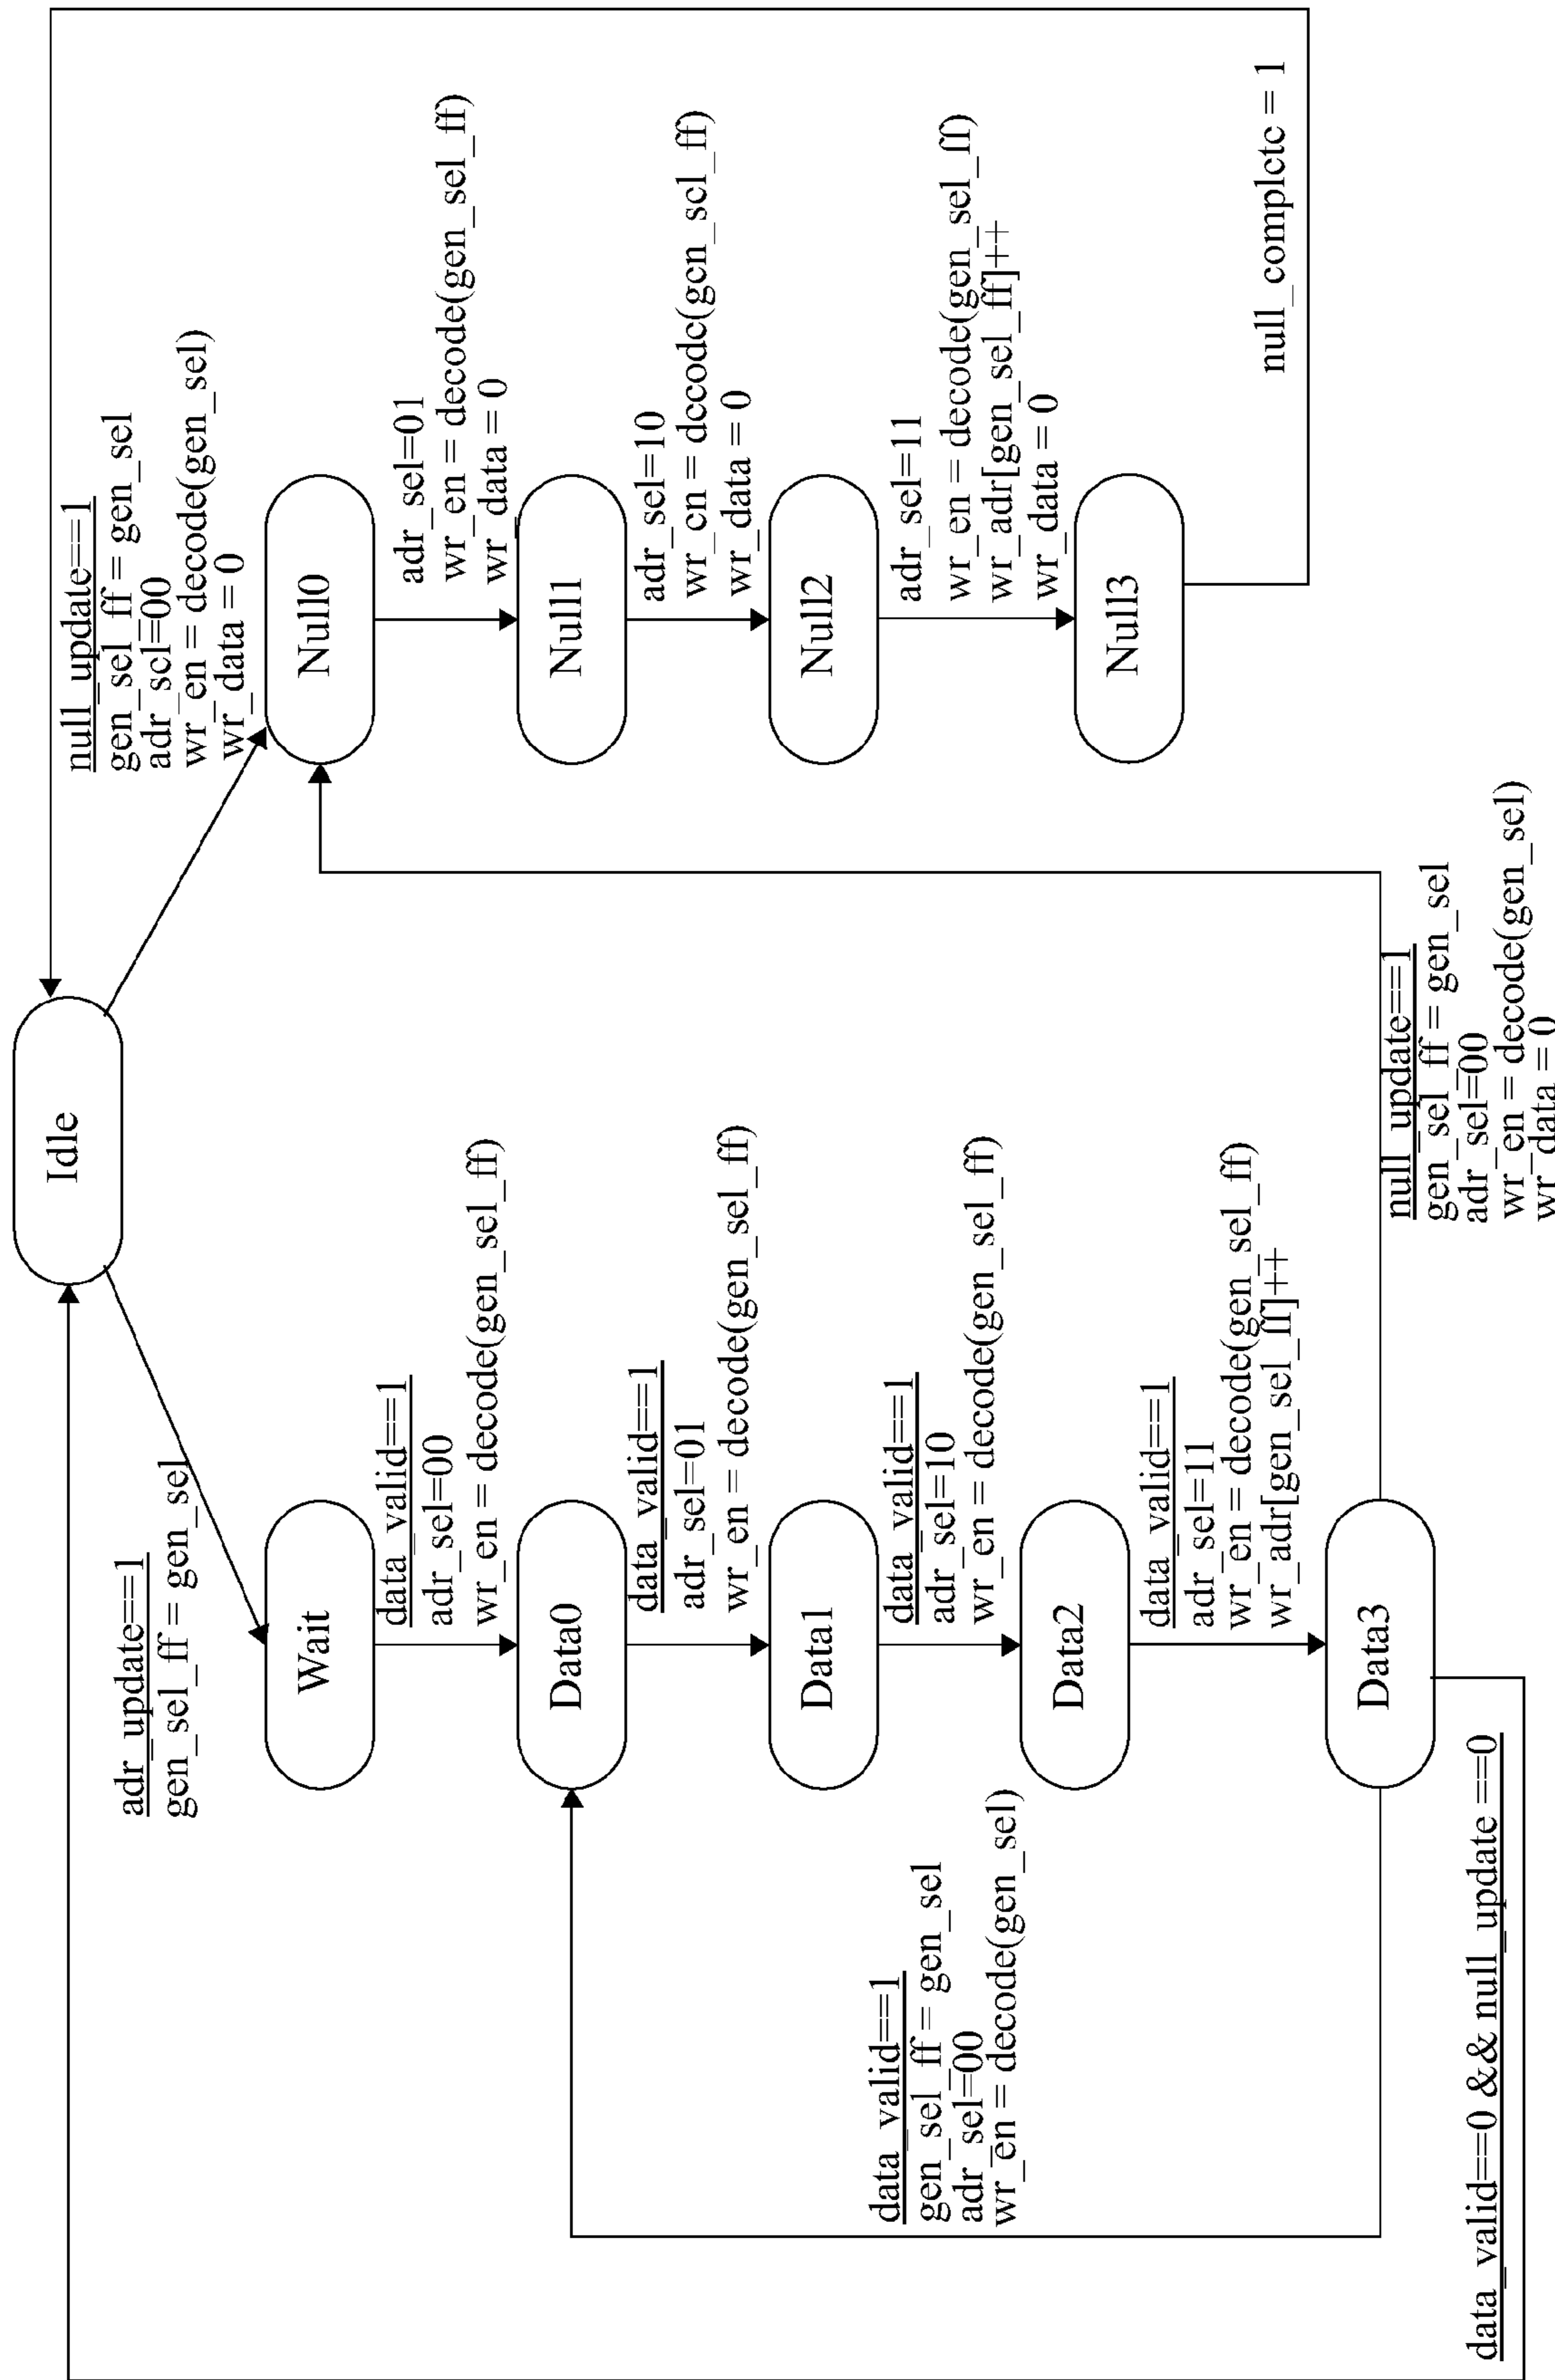 Idle
adr_update==1
gen_sel_ff = gen_sel
null_update==1
gen_sel_ff = gen_sel
adr_sel=00
wr_en = decode(gen_sel)
wr_data = 0
Wait
Null0
data_valid==1
adr_sel=00
wr_en = decode(gen_sel_ff)
adr_sel=01
wr_en = decode(gen_sel_ff)
wr_data = 0
Data0
Null1
data_valid==1
adr_sel=01
wr_en = decode(gen_sel_ff)
adr_sel=10
wr_en = decode(gen_sel_ff)
wr_data = 0
Data1
Null2
data_valid==1
gen_sel_ff = gen_sel
adr_sel=00
wr_en = decode(gen_sel)
data_valid==1
adr_sel=10
wr_en = decode(gen_sel_ff)
adr_sel=11
wr_en = decode(gen_sel_ff)
wr_adr[gen_sel_ff]++
wr_data = 0
Data2
Null3
data_valid==1
adr_sel=11
wr_en = decode(gen_sel_ff)
wr_adr[gen_sel_ff]++
null_complete = 1
Data3
null_update==1
gen_sel_ff = gen_sel
adr_sel=00
wr_en = decode(gen_sel)
wr_data = 0
data_valid==0 && null_update ==0